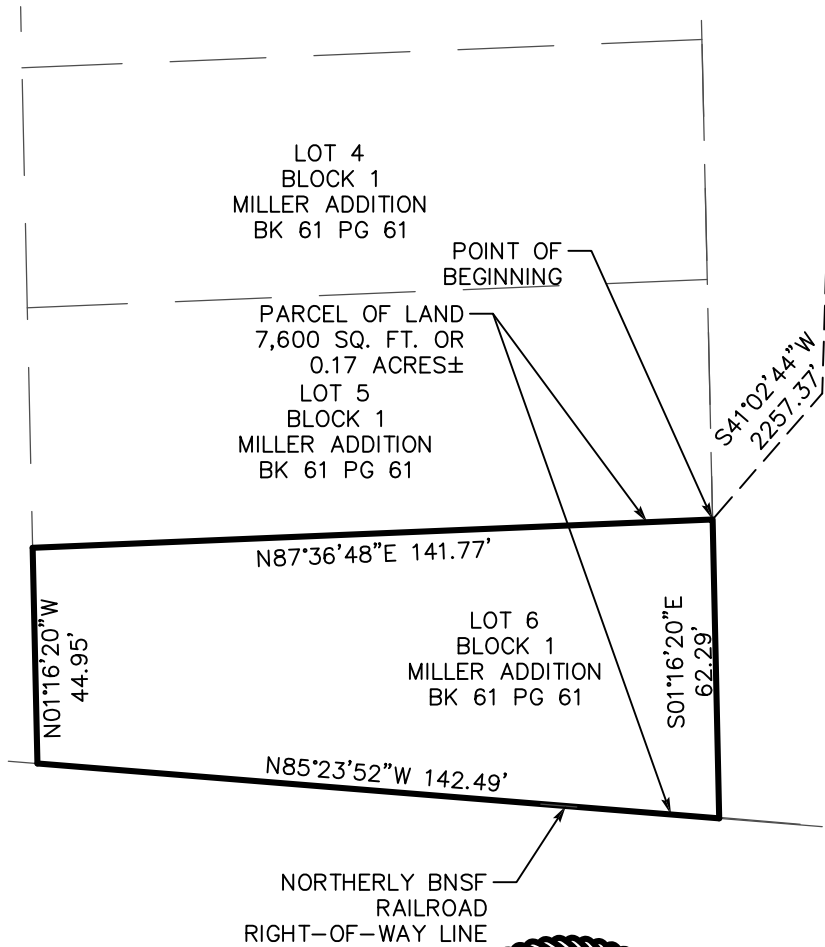 LOT 4
BLOCK 1
MILLER ADDITION
BK 61 PG 61
POINT OF
BEGINNING
PARCEL OF LAND
7,600 SQ. FT. OR
0.17 ACRES±
S41°02'44"W
2257.37'
LOT 5
BLOCK 1
MILLER ADDITION
BK 61 PG 61
N87°36'48"E 141.77'
N01°16'20"W
44.95'
LOT 6
BLOCK 1
MILLER ADDITION
BK 61 PG 61
S01°16'20"E
62.29'
N85°23'52"W 142.49'
NORTHERLY BNSF
RAILROAD
RIGHT-OF-WAY LINE